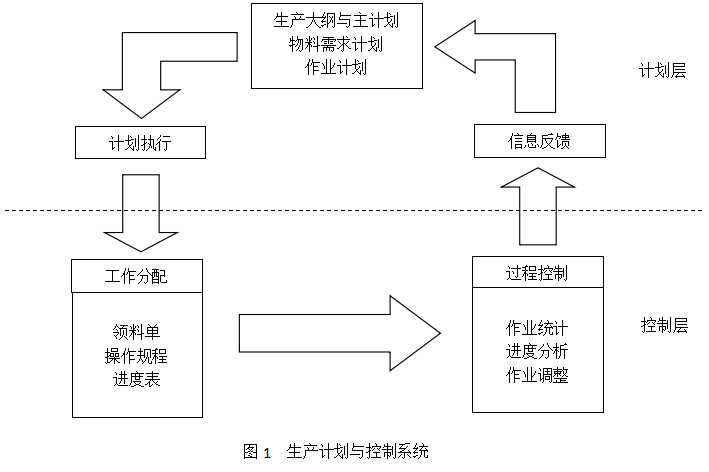 生产大纲与主计划
物料需求计划
作业计划
计划层
计划执行
信息反馈
工作分配
过程控制
领料单
操作规程
进度表
作业统计
进度分析
作业调整
控制层
图 1 生产计划与控制系统